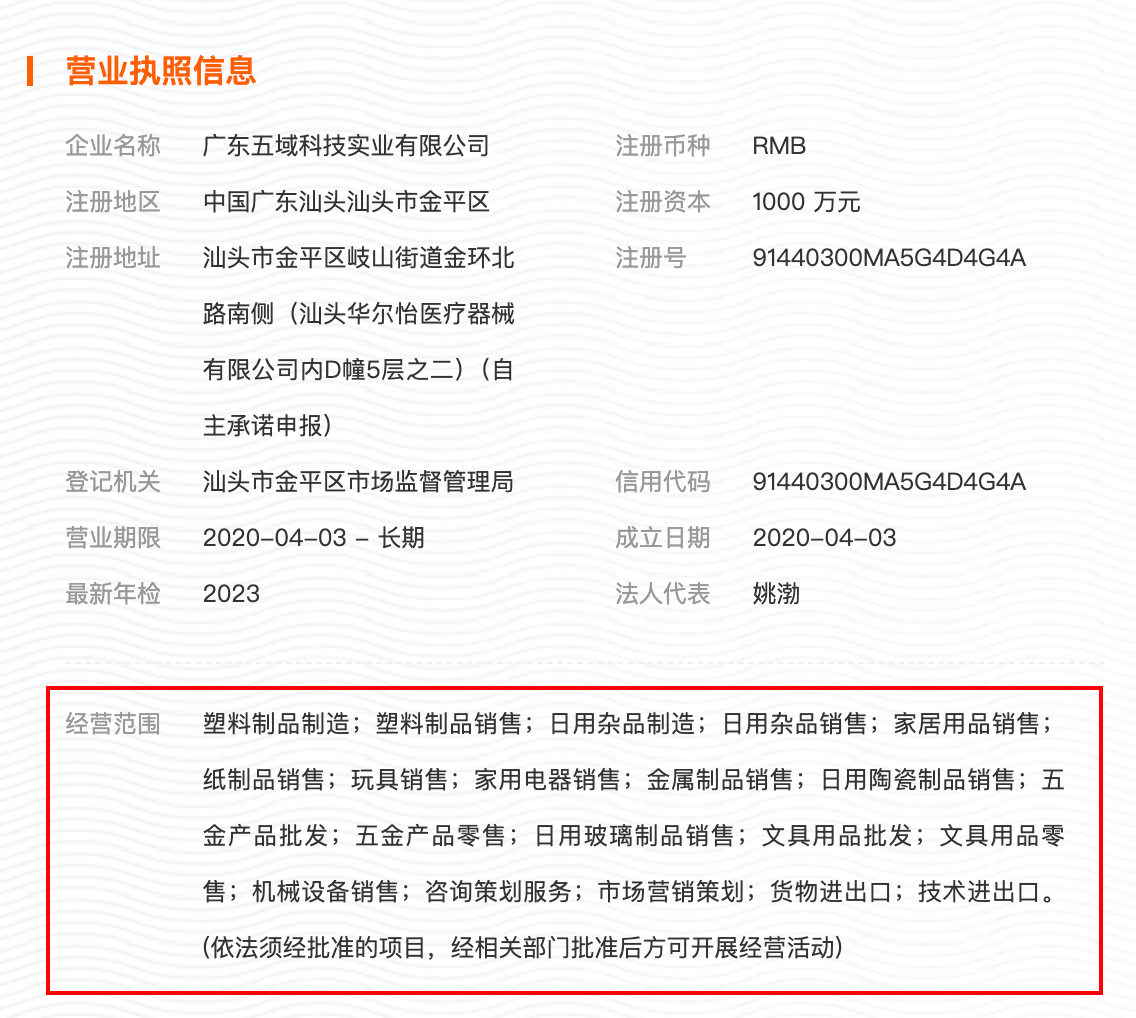 营业执照信息
企业名称 广东五域科技实业有限公司 注册币种 RMB
注册地区 中国广东汕头汕头市金平区 注册资本 1000 万元
注册地址 汕头市金平区岐山街道金环北 注册号 91440300MA5G4D4G4A
路南侧（汕头华尔怡医疗器械
有限公司内D幢5层之二）（自
主承诺申报）
登记机关 汕头市金平区市场监督管理局 信用代码 91440300MA5G4D4G4A
营业期限 2020-04-03 - 长期 成立日期 2020-04-03
最新年检 2023 法人代表 姚渤
经营范围 塑料制品制造；塑料制品销售；日用杂品制造；日用杂品销售；家居用品销售；
纸制品销售；玩具销售；家用电器销售；金属制品销售；日用陶瓷制品销售；五
金产品批发；五金产品零售；日用玻璃制品销售；文具用品批发；文具用品零
售；机械设备销售；咨询策划服务；市场营销策划；货物进出口；技术进出口。
(依法须经批准的项目，经相关部门批准后方可开展经营活动)